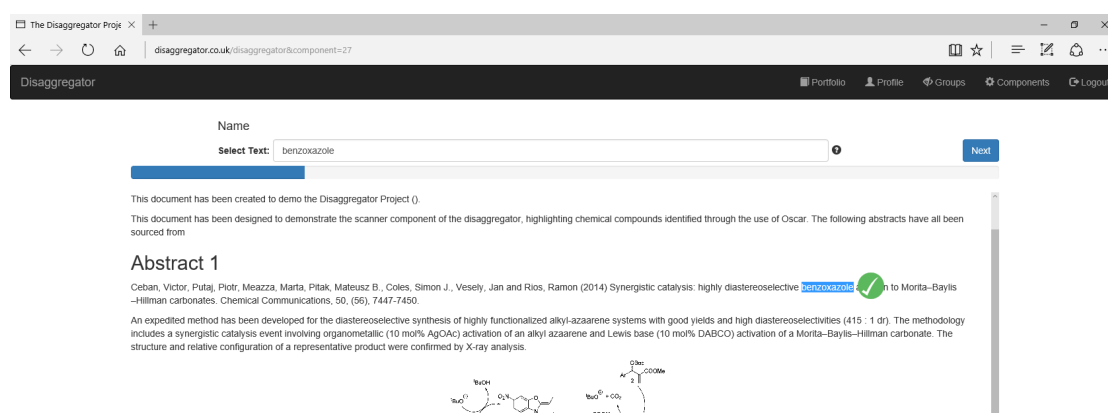 The Disaggregator Proje
disaggregator.co.uk/disaggregator&component=27
Disaggregator
Portfolio Profile Groups Components Logout
Name
Select Text: benzoxazole Next
This document has been created to demo the Disaggregator Project ().
This document has been designed to demonstrate the scanner component of the disaggregator, highlighting chemical compounds identified through the use of Oscar. The following abstracts have all been
sourced from
Abstract 1
Ceban, Victor, Putaj, Piotr, Meazza, Marta, Pitak, Mateusz B., Coles, Simon J., Vesely, Jan and Rios, Ramon (2014) Synergistic catalysis: highly diastereoselective benzoxazole to Morita–Baylis
–Hillman carbonates. Chemical Communications, 50, (56), 7447-7450.
An expedited method has been developed for the diastereoselective synthesis of highly functionalized alkyl-azaarene systems with good yields and high diastereoselectivities (415 : 1 dr). The methodology
includes a synergistic catalysis event involving organometallic (10 mol% AgOAc) activation of an alkyl azaarene and Lewis base (10 mol% DABCO) activation of a Morita–Baylis–Hillman carbonate. The
structure and relative configuration of a representative product were confirmed by X-ray analysis.
OBoc
Ar COOMe
2
ᵗBuOH
O₂N O
N